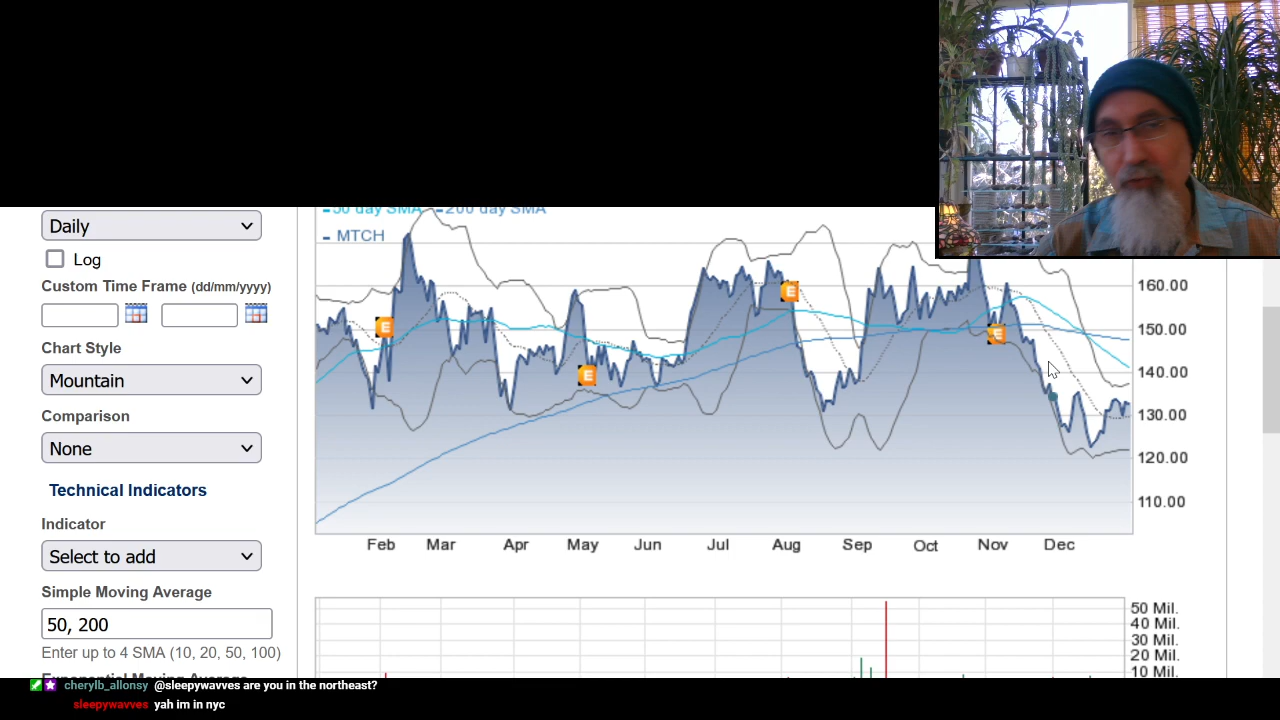 Daily
50 day SMA 200 day SMA
MTCH
Log
Custom Time Frame (dd/mm/yyyy)
Chart Style
Mountain
Comparison
None
Technical Indicators
Indicator
Select to add
Simple Moving Average
50, 200
Enter up to 4 SMA (10, 20, 50, 100)
Exponential Moving Average
E
E
E
E
160.00
150.00
140.00
130.00
120.00
110.00
Feb Mar Apr May Jun Jul Aug Sep Oct Nov Dec
50 Mil.
40 Mil.
30 Mil.
20 Mil.
10 Mil.
cherylb_allonsy @sleepywavves are you in the northeast?
sleepywavves yah im in nyc